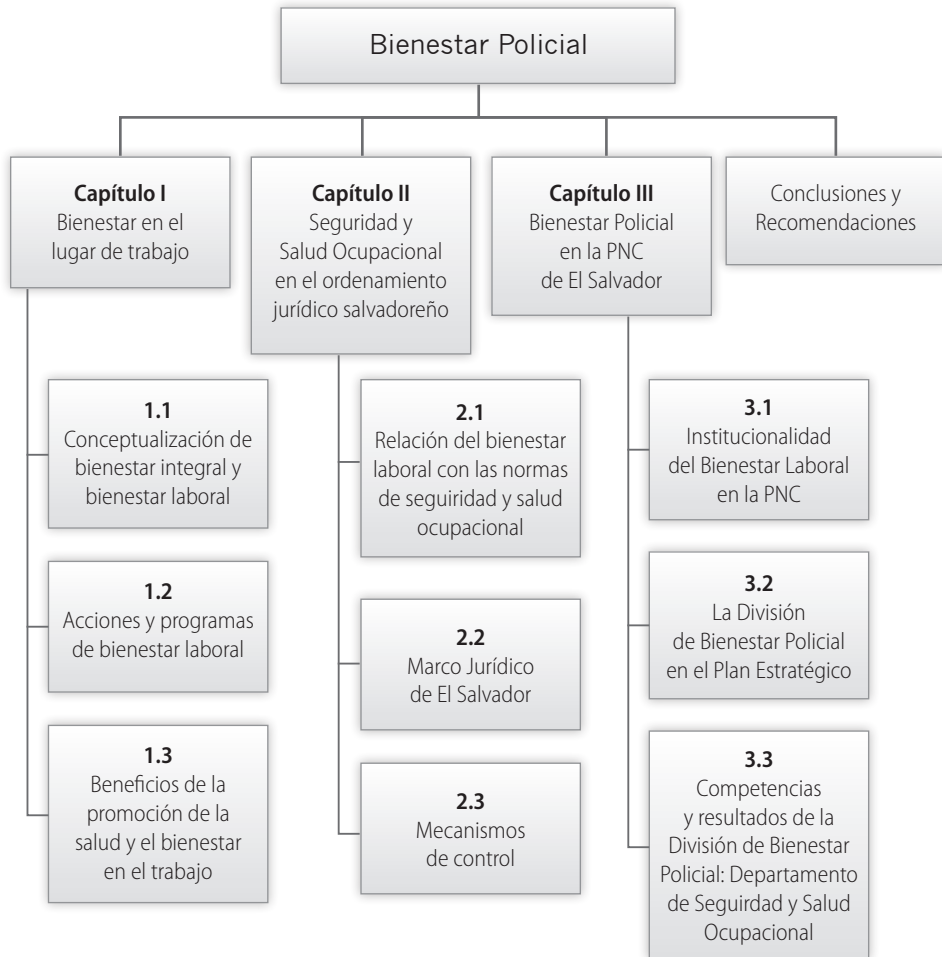 Bienestar Policial
Capítulo I
Bienestar en el
lugar de trabajo
Capítulo II
Seguridad y
Salud Ocupacional
en el ordenamiento
jurídico salvadoreño
Capítulo III
Bienestar Policial
en la PNC
de El Salvador
Conclusiones y
Recomendaciones
1.1
Conceptualización de
bienestar integral y
bienestar laboral
1.2
Acciones y programas
de bienestar laboral
1.3
Beneficios de la
promoción de la
salud y el bienestar
en el trabajo
2.1
Relación del bienestar
laboral con las normas
de seguiridad y salud
ocupacional
2.2
Marco Jurídico
de El Salvador
2.3
Mecanismos
de control
3.1
Institucionalidad
del Bienestar Laboral
en la PNC
3.2
La División
de Bienestar Policial
en el Plan Estratégico
3.3
Competencias
y resultados de la
División de Bienestar
Policial: Departamento
de Seguirdad y Salud
Ocupacional